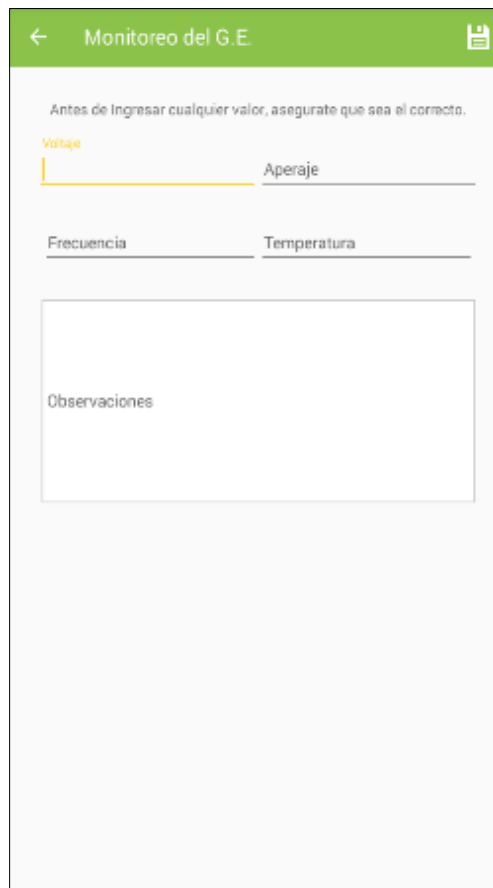 Monitoreo del G.E.
Antes de Ingresar cualquier valor, asegurate que sea el correcto.
Voltaje
Aperaje
Frecuencia Temperatura
Observaciones